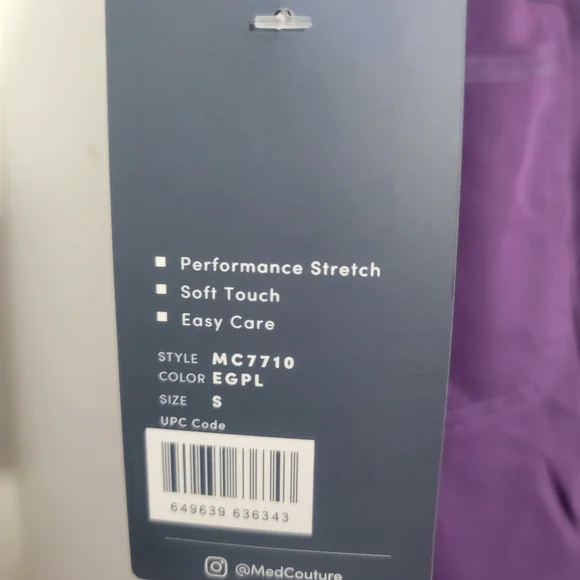 Performance Stretch
Soft Touch
Easy Care
STYLE MC7710
COLOR EGPL
SIZE S
UPC Code
649639 636343
@MedCouture